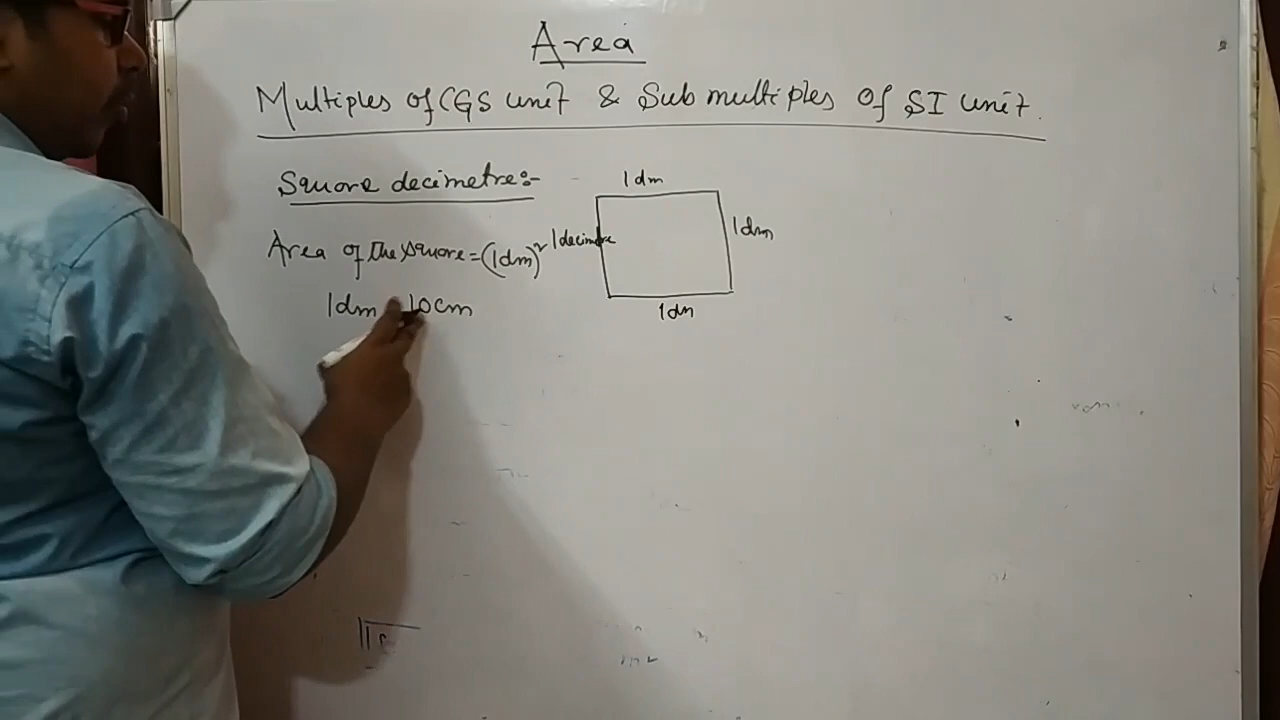 Area
Multiples of CGS unit & Sub multiples of SI unit.
Square decimetre:-
1dm
1dm
1dm
Area of the square = (1dm)² 1decime
1dm 10cm